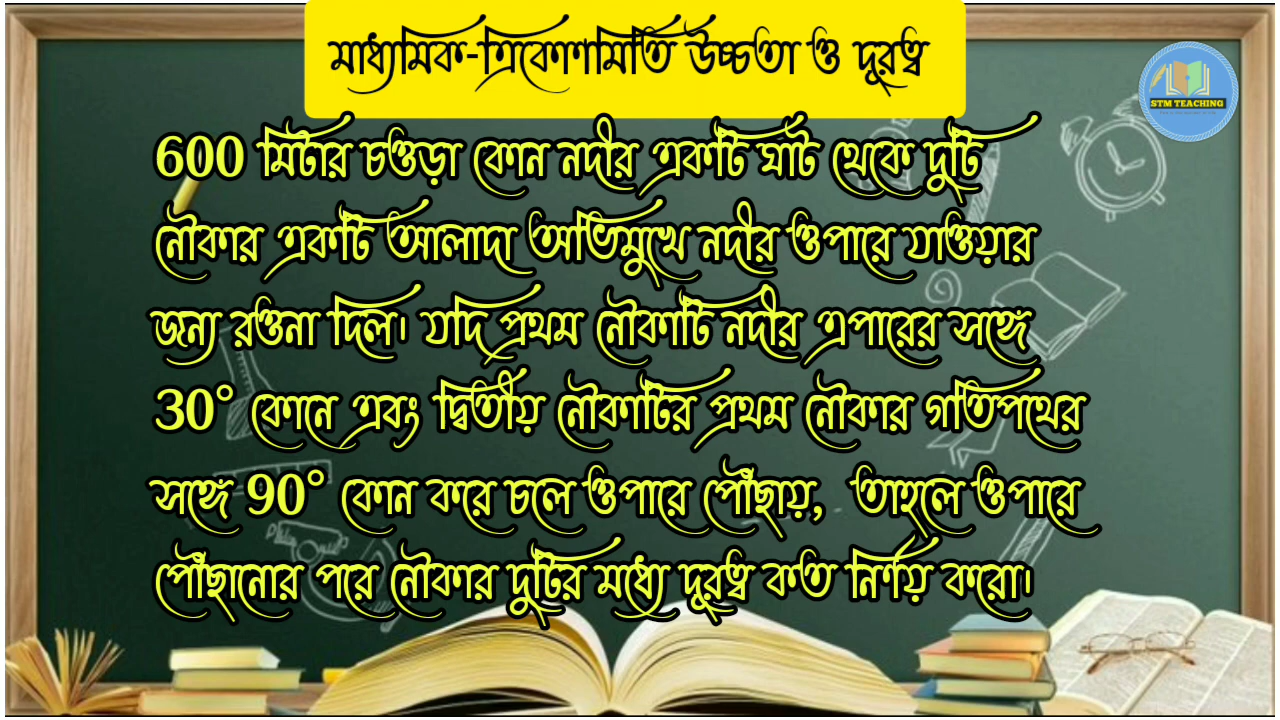 মাধ্যমিক-ত্রিকোণমিতি উচ্চতা ও দূরত্ব
STM TEACHING
600 মিটার চওড়া কোন নদীর একটি ঘাট থেকে দুটি
নৌকার একটি আলাদা অভিমুখে নদীর ওপারে যাওয়ার
জন্য রওনা দিল। যদি প্রথম নৌকাটি নদীর এপারের সঙ্গে
30° কোনে এবং দ্বিতীয় নৌকাটির প্রথম নৌকার গতিপথের
সঙ্গে 90° কোন করে চলে ওপারে পৌঁছায়, তাহলে ওপারে
পৌঁছানোর পরে নৌকার দুটির মধ্যে দূরত্ব কত নির্ণয় করো।